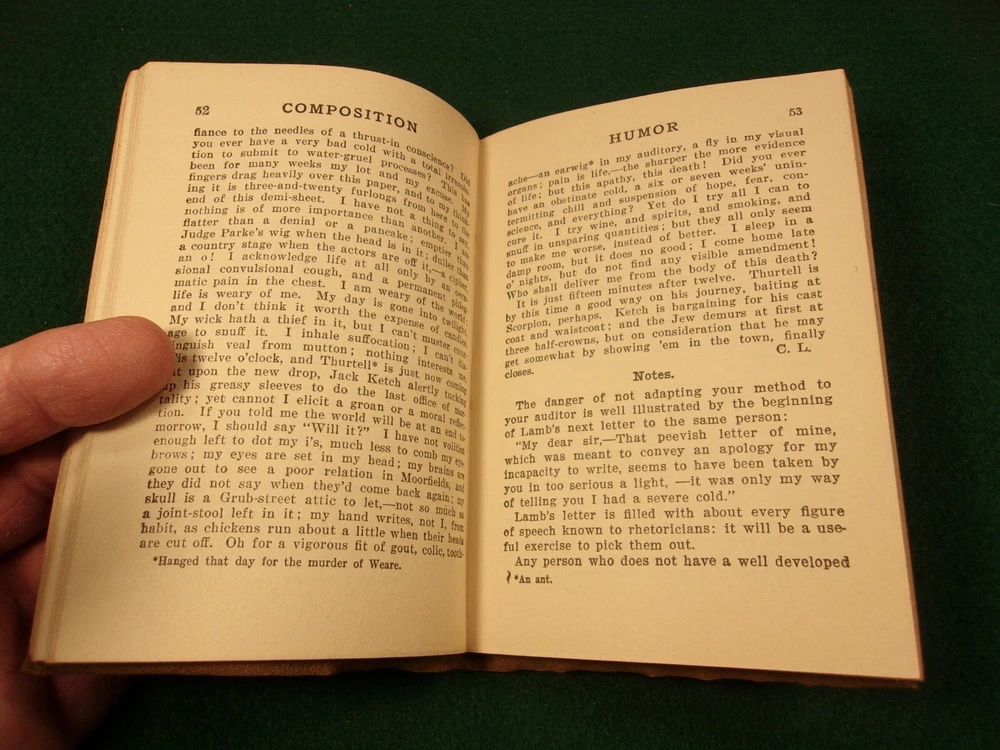 52
COMPOSITION
fiance to the needles of a thrust-in conscience? Did
you ever have a very bad cold with a total irresolu-
tion to submit to water-gruel processes? This has
been for many weeks my lot and my excuse. My
fingers drag heavily over this paper, and to my think-
ing it is three-and-twenty furlongs from here to the
end of this demi-sheet. I have not a thing to say;
nothing is of more importance than another. I am
flatter than a denial or a pancake; emptier than
Judge Parke's wig when the head is in it; duller than
a country stage when the actors are off it,—a cipher,
an o! I acknowledge life at all only by an occa-
sional convulsional cough, and a permanent phleg-
matic pain in the chest. I am weary of the world;
life is weary of me. My day is gone into twilight,
and I don't think it worth the expense of candles.
My wick hath a thief in it, but I can't muster cour-
age to snuff it. I inhale suffocation; I can't dis-
inguish veal from mutton; nothing interests me.
'is twelve o'clock, and Thurtell* is just now coming
ut upon the new drop, Jack Ketch alertly tucking
up his greasy sleeves to do the last office of mor-
tality; yet cannot I elicit a groan or a moral reflec-
tion. If you told me the world will be at an end to-
morrow, I should say "Will it?" I have not volition
enough left to dot my i's, much less to comb my eye-
brows; my eyes are set in my head; my brains are
gone out to see a poor relation in Moorfields, and
they did not say when they'd come back again; my
skull is a Grub-street attic to let,—not so much as
a joint-stool left in it; my hand writes, not I, from
habit, as chickens run about a little when their heads
are cut off. Oh for a vigorous fit of gout, colic, tooth-
*Hanged that day for the murder of Weare.
HUMOR
53
ache—an earwig* in my auditory, a fly in my visual
organs; pain is life,—the sharper the more evidence
of life; but this apathy, this death! Did you ever
have an obstinate cold, a six or seven weeks' unin-
termitting chill and suspension of hope, fear, con-
science, and everything? Yet do I try all I can to
cure it. I try wine, and spirits, and smoking, and
snuff in unsparing quantities; but they all only seem
to make me worse, instead of better. I sleep in a
damp room, but it does no good; I come home late
o' nights, but do not find any visible amendment!
Who shall deliver me from the body of this death?
It is just fifteen minutes after twelve. Thurtell is
by this time a good way on his journey, baiting at
Scorpion, perhaps. Ketch is bargaining for his cast
coat and waistcoat; and the Jew demurs at first at
three half-crowns, but on consideration that he may
get somewhat by showing 'em in the town, finally
closes.
C. L.
Notes.
The danger of not adapting your method to
your auditor is well illustrated by the beginning
of Lamb's next letter to the same person:
"My dear sir,—That peevish letter of mine,
which was meant to convey an apology for my
incapacity to write, seems to have been taken by
you in too serious a light, —it was only my way
of telling you I had a severe cold."
Lamb's letter is filled with about every figure
of speech known to rhetoricians: it will be a use-
ful exercise to pick them out.
Any person who does not have a well developed
*An ant.